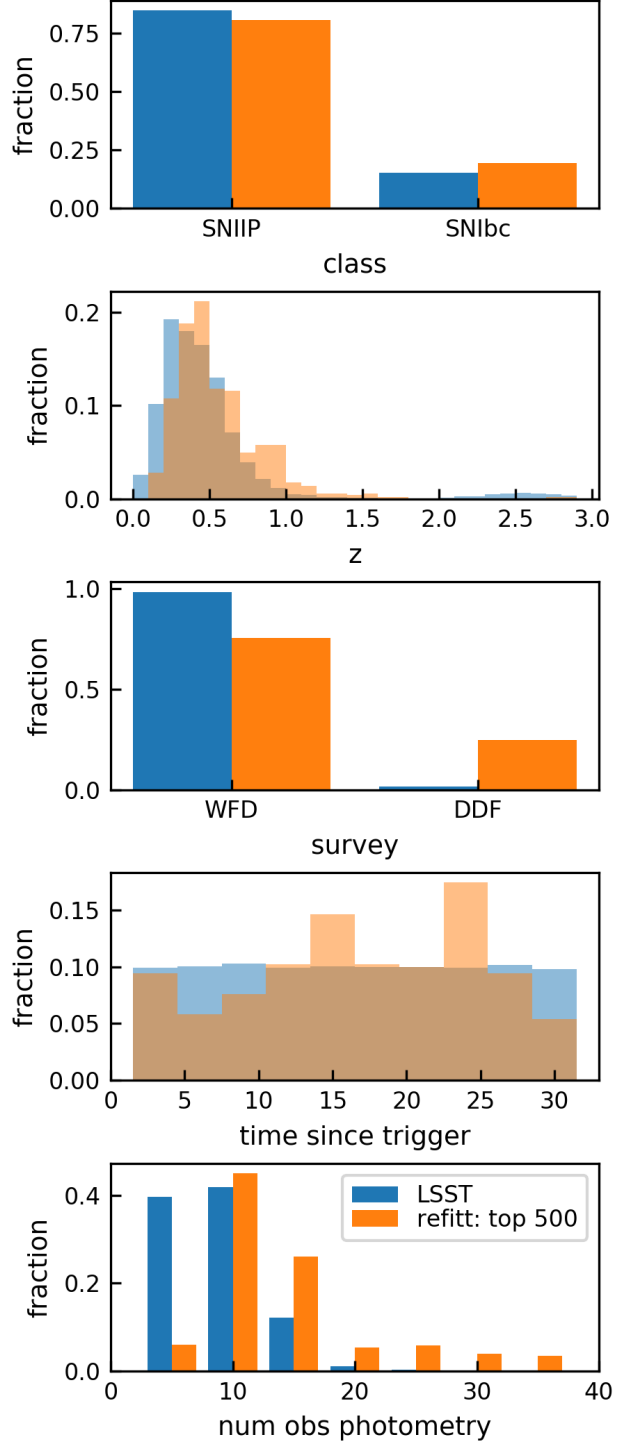 0.75
0.50
0.25
0.00
fraction
SNIIP SNIbc
class
0.2
0.1
0.0
fraction
0.0 0.5 1.0 1.5 2.0 2.5 3.0
z
1.0
0.5
0.0
fraction
WFD DDF
survey
0.15
0.10
0.05
0.00
fraction
0 5 10 15 20 25 30
time since trigger
0.4
0.2
0.0
fraction
LSST
refitt: top 500
0 10 20 30 40
num obs photometry